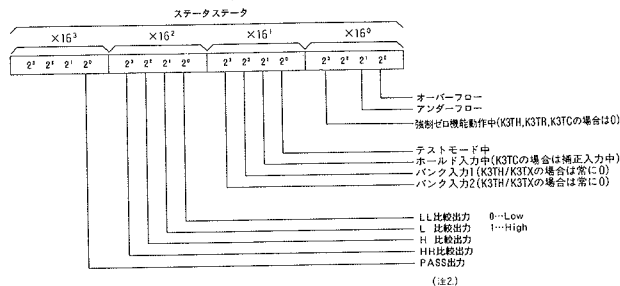 ステータステータ
×16³ ×16² ×16¹ ×16⁰
2³ 2² 2¹ 2⁰ 2³ 2² 2¹ 2⁰ 2³ 2² 2¹ 2⁰ 2³ 2² 2¹ 2⁰
オーバーフロー
アンダーフロー
強制ゼロ機能動作中(K3TH,K3TR,K3TCの場合は0)
テストモード中
ホールド入力中(K3TCの場合は補正入力中)
バンク入力1(K3TH/K3TXの場合は常に0)
バンク入力2(K3TH/K3TXの場合は常に0)
LL比較出力 0…Low
L 比較出力 1…High
H 比較出力
HH比較出力
PASS出力
(注2.)